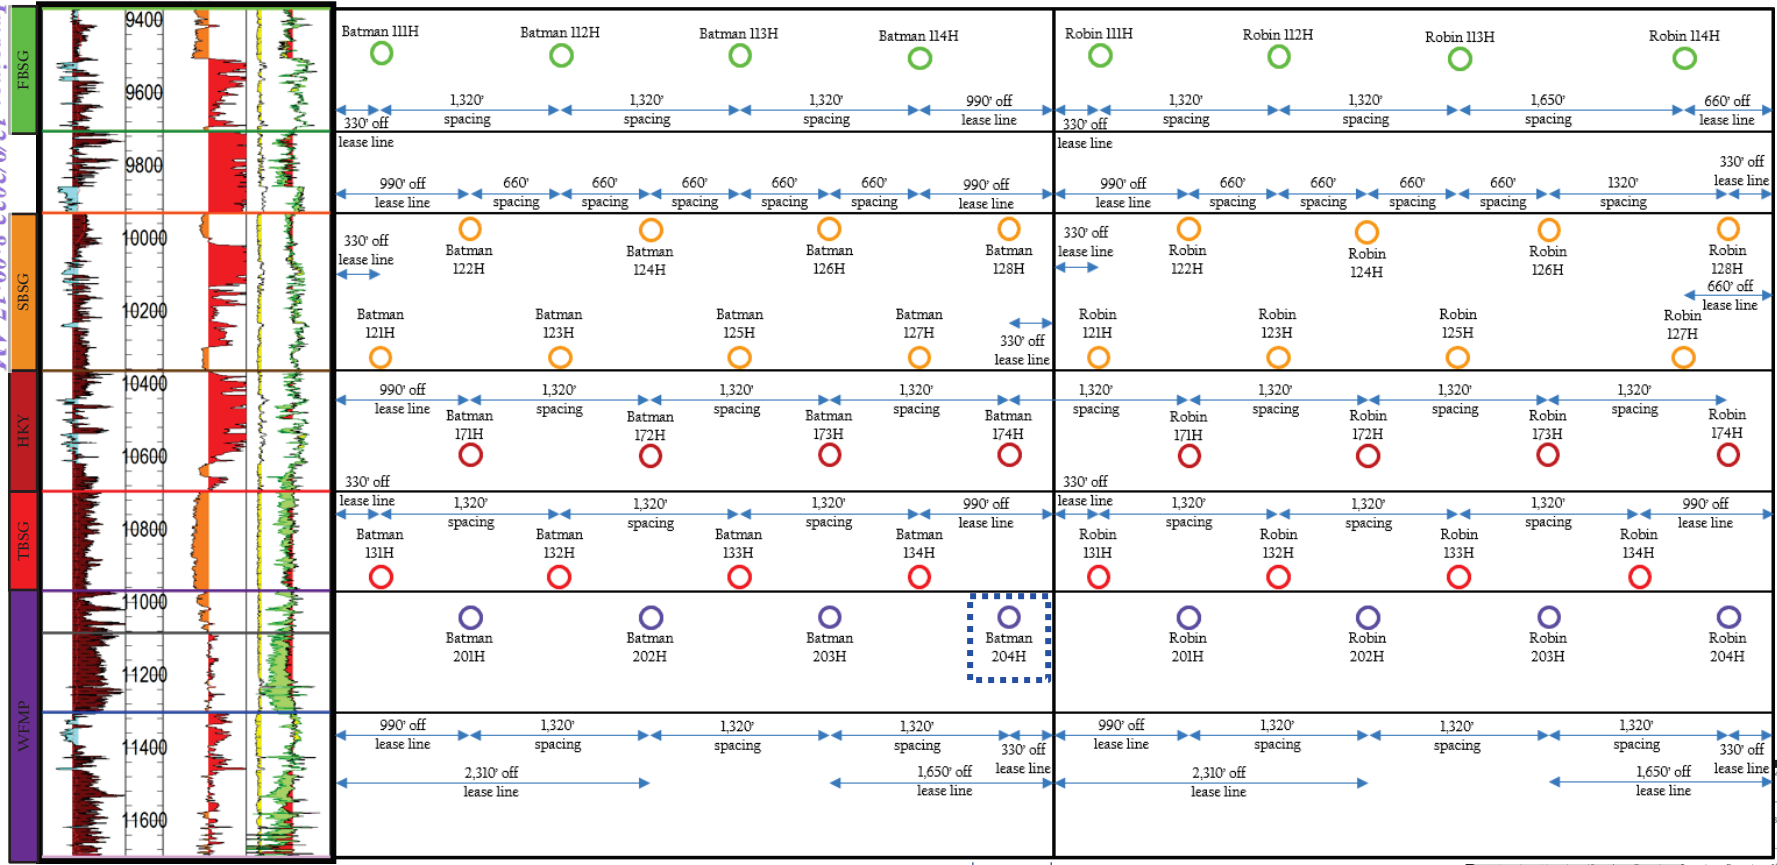 FBSG
SBSG
HKY
TBSG
WFMP
9400
9600
9800
10000
10200
10400
10600
10800
11000
11200
11400
11600
Batman 111H
Batman 112H
Batman 113H
Batman 114H
Robin 111H
Robin 112H
Robin 113H
Robin 114H
330' off
lease line
1,320'
spacing
1,320'
spacing
1,320'
spacing
990' off
lease line
330' off
lease line
1,320'
spacing
1,320'
spacing
1,650'
spacing
660' off
lease line
990' off
lease line
660'
spacing
660'
spacing
660'
spacing
660'
spacing
660'
spacing
990' off
lease line
990' off
lease line
660'
spacing
660'
spacing
660'
spacing
660'
spacing
1320'
spacing
330' off
lease line
330' off
lease line
Batman
122H
Batman
124H
Batman
126H
Batman
128H
330' off
lease line
Robin
122H
Robin
124H
Robin
126H
Robin
128H
660' off
lease line
Batman
121H
Batman
123H
Batman
125H
Batman
127H
330' off
lease line
Robin
121H
Robin
123H
Robin
125H
Robin
127H
990' off
lease line
1,320'
spacing
1,320'
spacing
1,320'
spacing
1,320'
spacing
1,320'
spacing
1,320'
spacing
1,320'
spacing
Batman
171H
Batman
172H
Batman
173H
Batman
174H
Robin
171H
Robin
172H
Robin
173H
Robin
174H
330' off
lease line
1,320'
spacing
1,320'
spacing
1,320'
spacing
990' off
lease line
330' off
lease line
1,320'
spacing
1,320'
spacing
1,320'
spacing
990' off
lease line
Batman
131H
Batman
132H
Batman
133H
Batman
134H
Robin
131H
Robin
132H
Robin
133H
Robin
134H
Batman
201H
Batman
202H
Batman
203H
Batman
204H
Robin
201H
Robin
202H
Robin
203H
Robin
204H
990' off
lease line
1,320'
spacing
1,320'
spacing
1,320'
spacing
330' off
lease line
990' off
lease line
1,320'
spacing
1,320'
spacing
1,320'
spacing
330' off
lease line
2,310' off
lease line
1,650' off
lease line
2,310' off
lease line
1,650' off
lease line